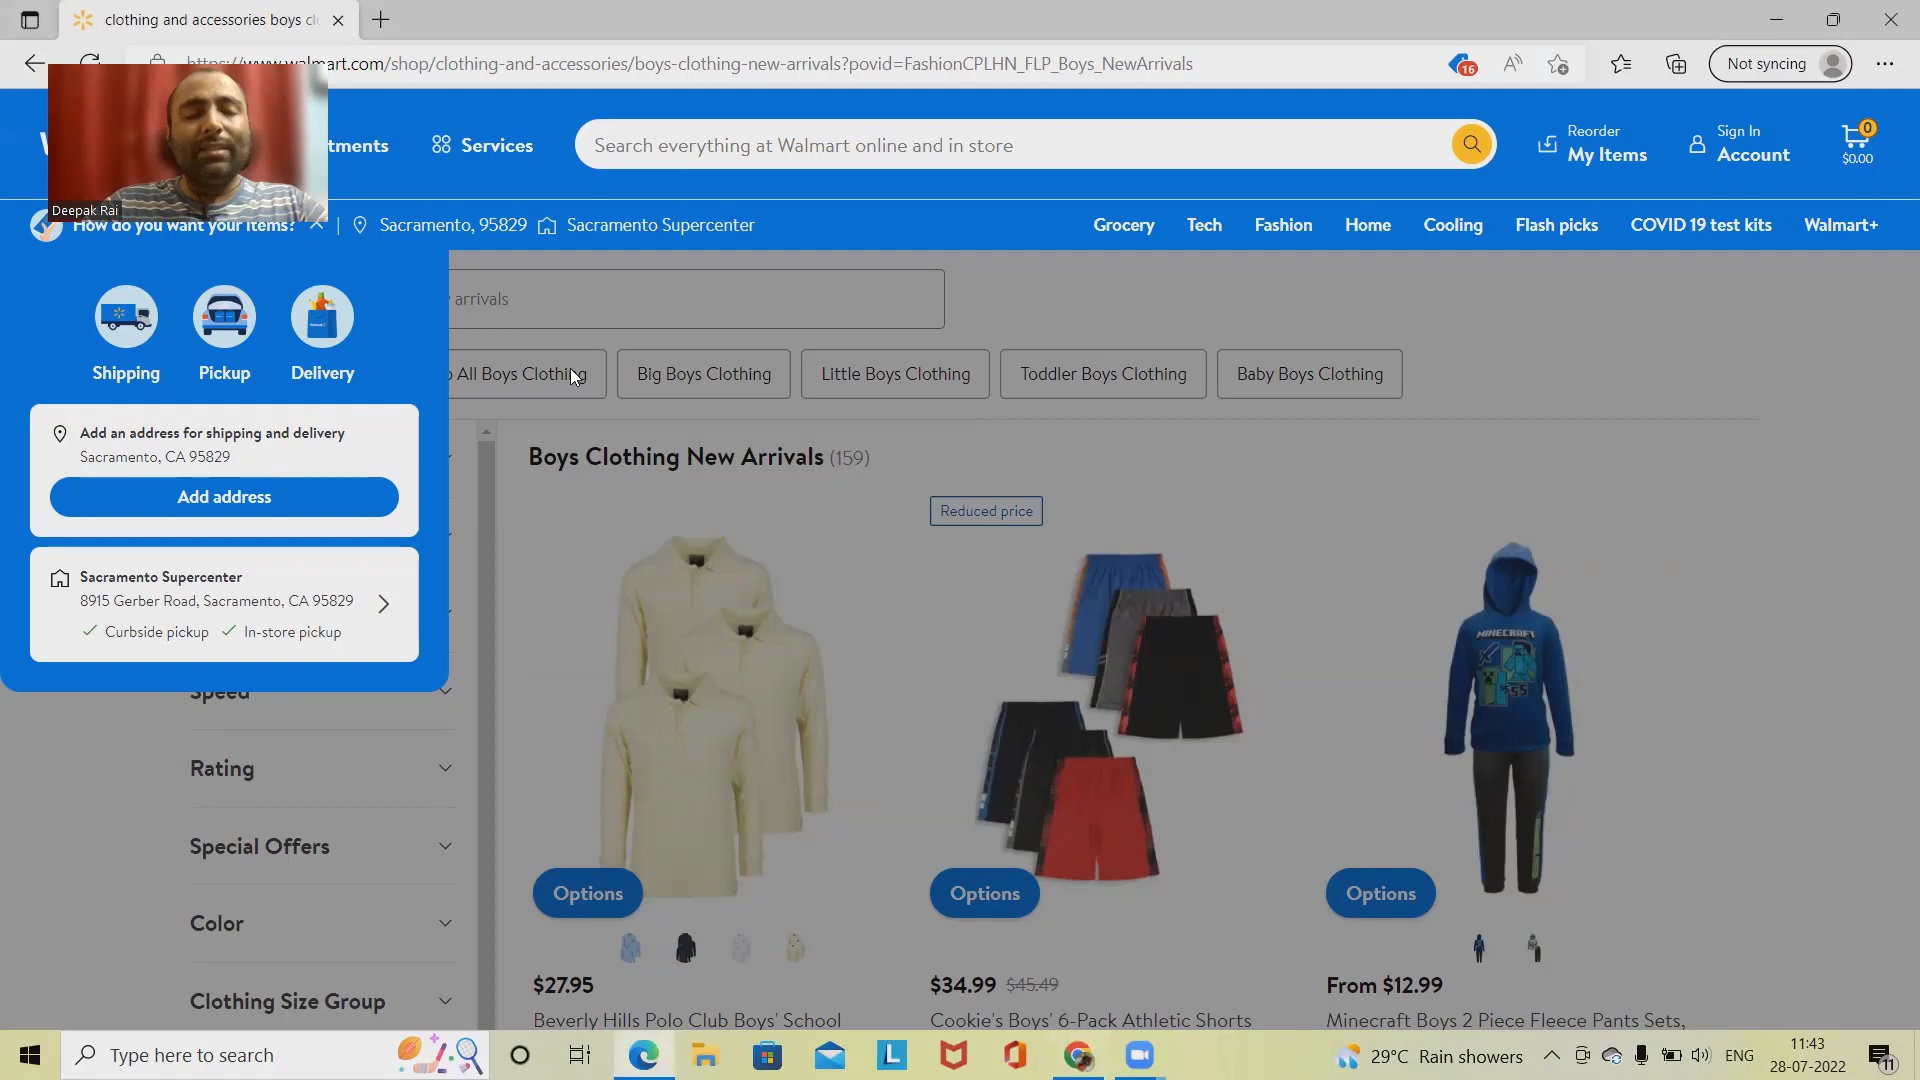 clothing and accessories boys cl
https://www.walmart.com/shop/clothing-and-accessories/boys-clothing-new-arrivals?povid=FashionCPLHN_FLP_Boys_NewArrivals
16
Not syncing
tments
Services
Search everything at Walmart online and in store
Reorder
My Items
Sign In
Account
0
$0.00
Deepak Rai
How do you want your items?
Sacramento, 95829
Sacramento Supercenter
Grocery
Tech
Fashion
Home
Cooling
Flash picks
COVID 19 test kits
Walmart+
Shipping
Pickup
Delivery
arrivals
All Boys Clothing
Big Boys Clothing
Little Boys Clothing
Toddler Boys Clothing
Baby Boys Clothing
Add an address for shipping and delivery
Sacramento, CA 95829
Add address
Sacramento Supercenter
8915 Gerber Road, Sacramento, CA 95829
Curbside pickup
In-store pickup
Speed
Rating
Special Offers
Color
Clothing Size Group
Boys Clothing New Arrivals (159)
Reduced price
MINECRAFT
Options
Options
Options
$27.95
$34.99 $45.49
From $12.99
Beverly Hills Polo Club Boys' School
Cookie's Boys' 6-Pack Athletic Shorts
Minecraft Boys 2 Piece Fleece Pants Sets,
Type here to search
L
29°C Rain showers
ENG
11:43
28-07-2022
11